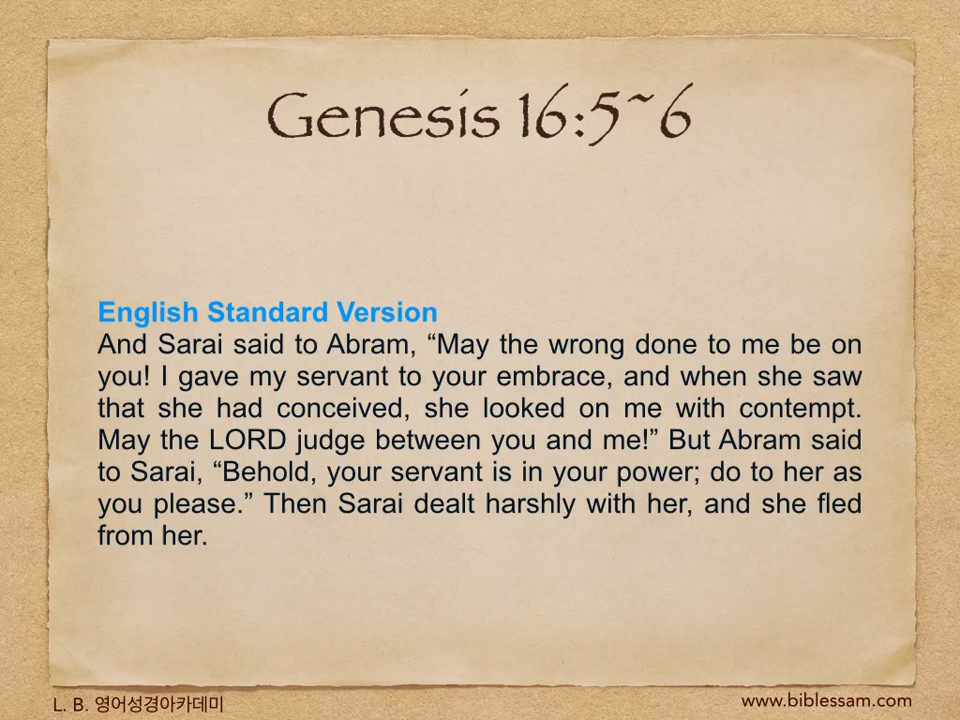 Genesis 16:5~6
English Standard Version
And Sarai said to Abram, “May the wrong done to me be on
you! I gave my servant to your embrace, and when she saw
that she had conceived, she looked on me with contempt.
May the LORD judge between you and me!” But Abram said
to Sarai, “Behold, your servant is in your power; do to her as
you please.” Then Sarai dealt harshly with her, and she fled
from her.
L. B. 영어성경아카데미
www.biblessam.com